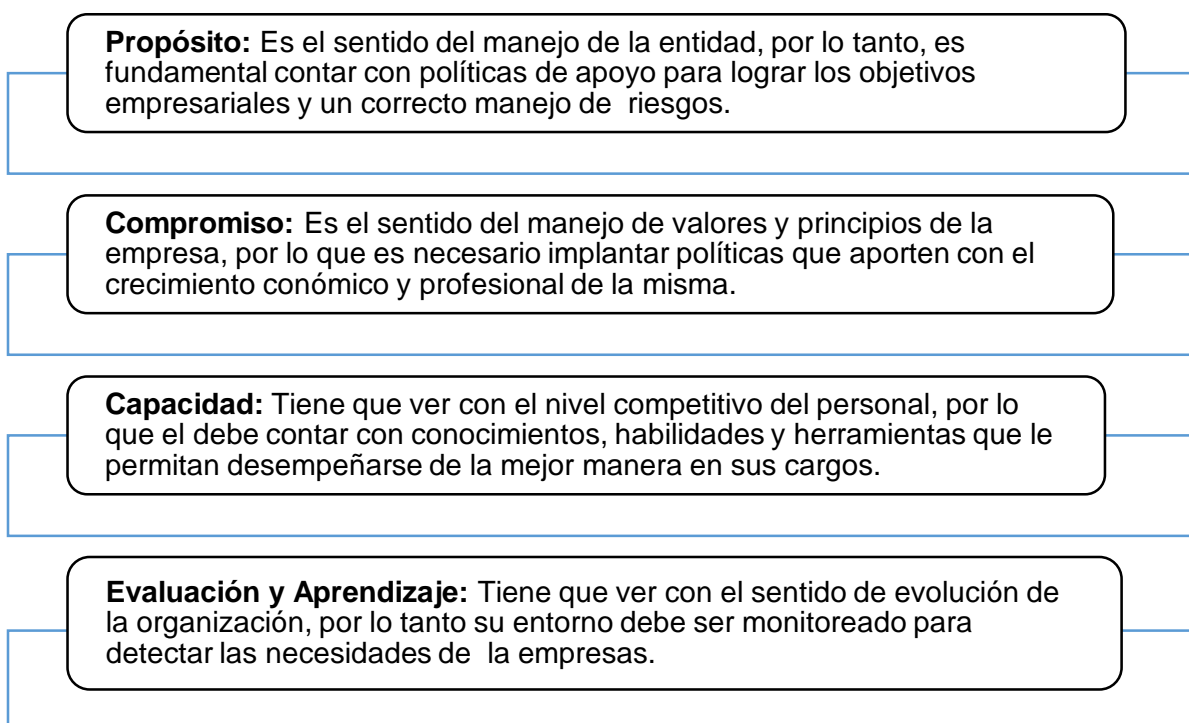 Propósito: Es el sentido del manejo de la entidad, por lo tanto, es
fundamental contar con políticas de apoyo para lograr los objetivos
empresariales y un correcto manejo de  riesgos.
Compromiso: Es el sentido del manejo de valores y principios de la
empresa, por lo que es necesario implantar políticas que aporten con el
crecimiento conómico y profesional de la misma.
Capacidad: Tiene que ver con el nivel competitivo del personal, por lo
que el debe contar con conocimientos, habilidades y herramientas que le
permitan desempeñarse de la mejor manera en sus cargos.
Evaluación y Aprendizaje: Tiene que ver con el sentido de evolución de
la organización, por lo tanto su entorno debe ser monitoreado para
detectar las necesidades de  la empresas.